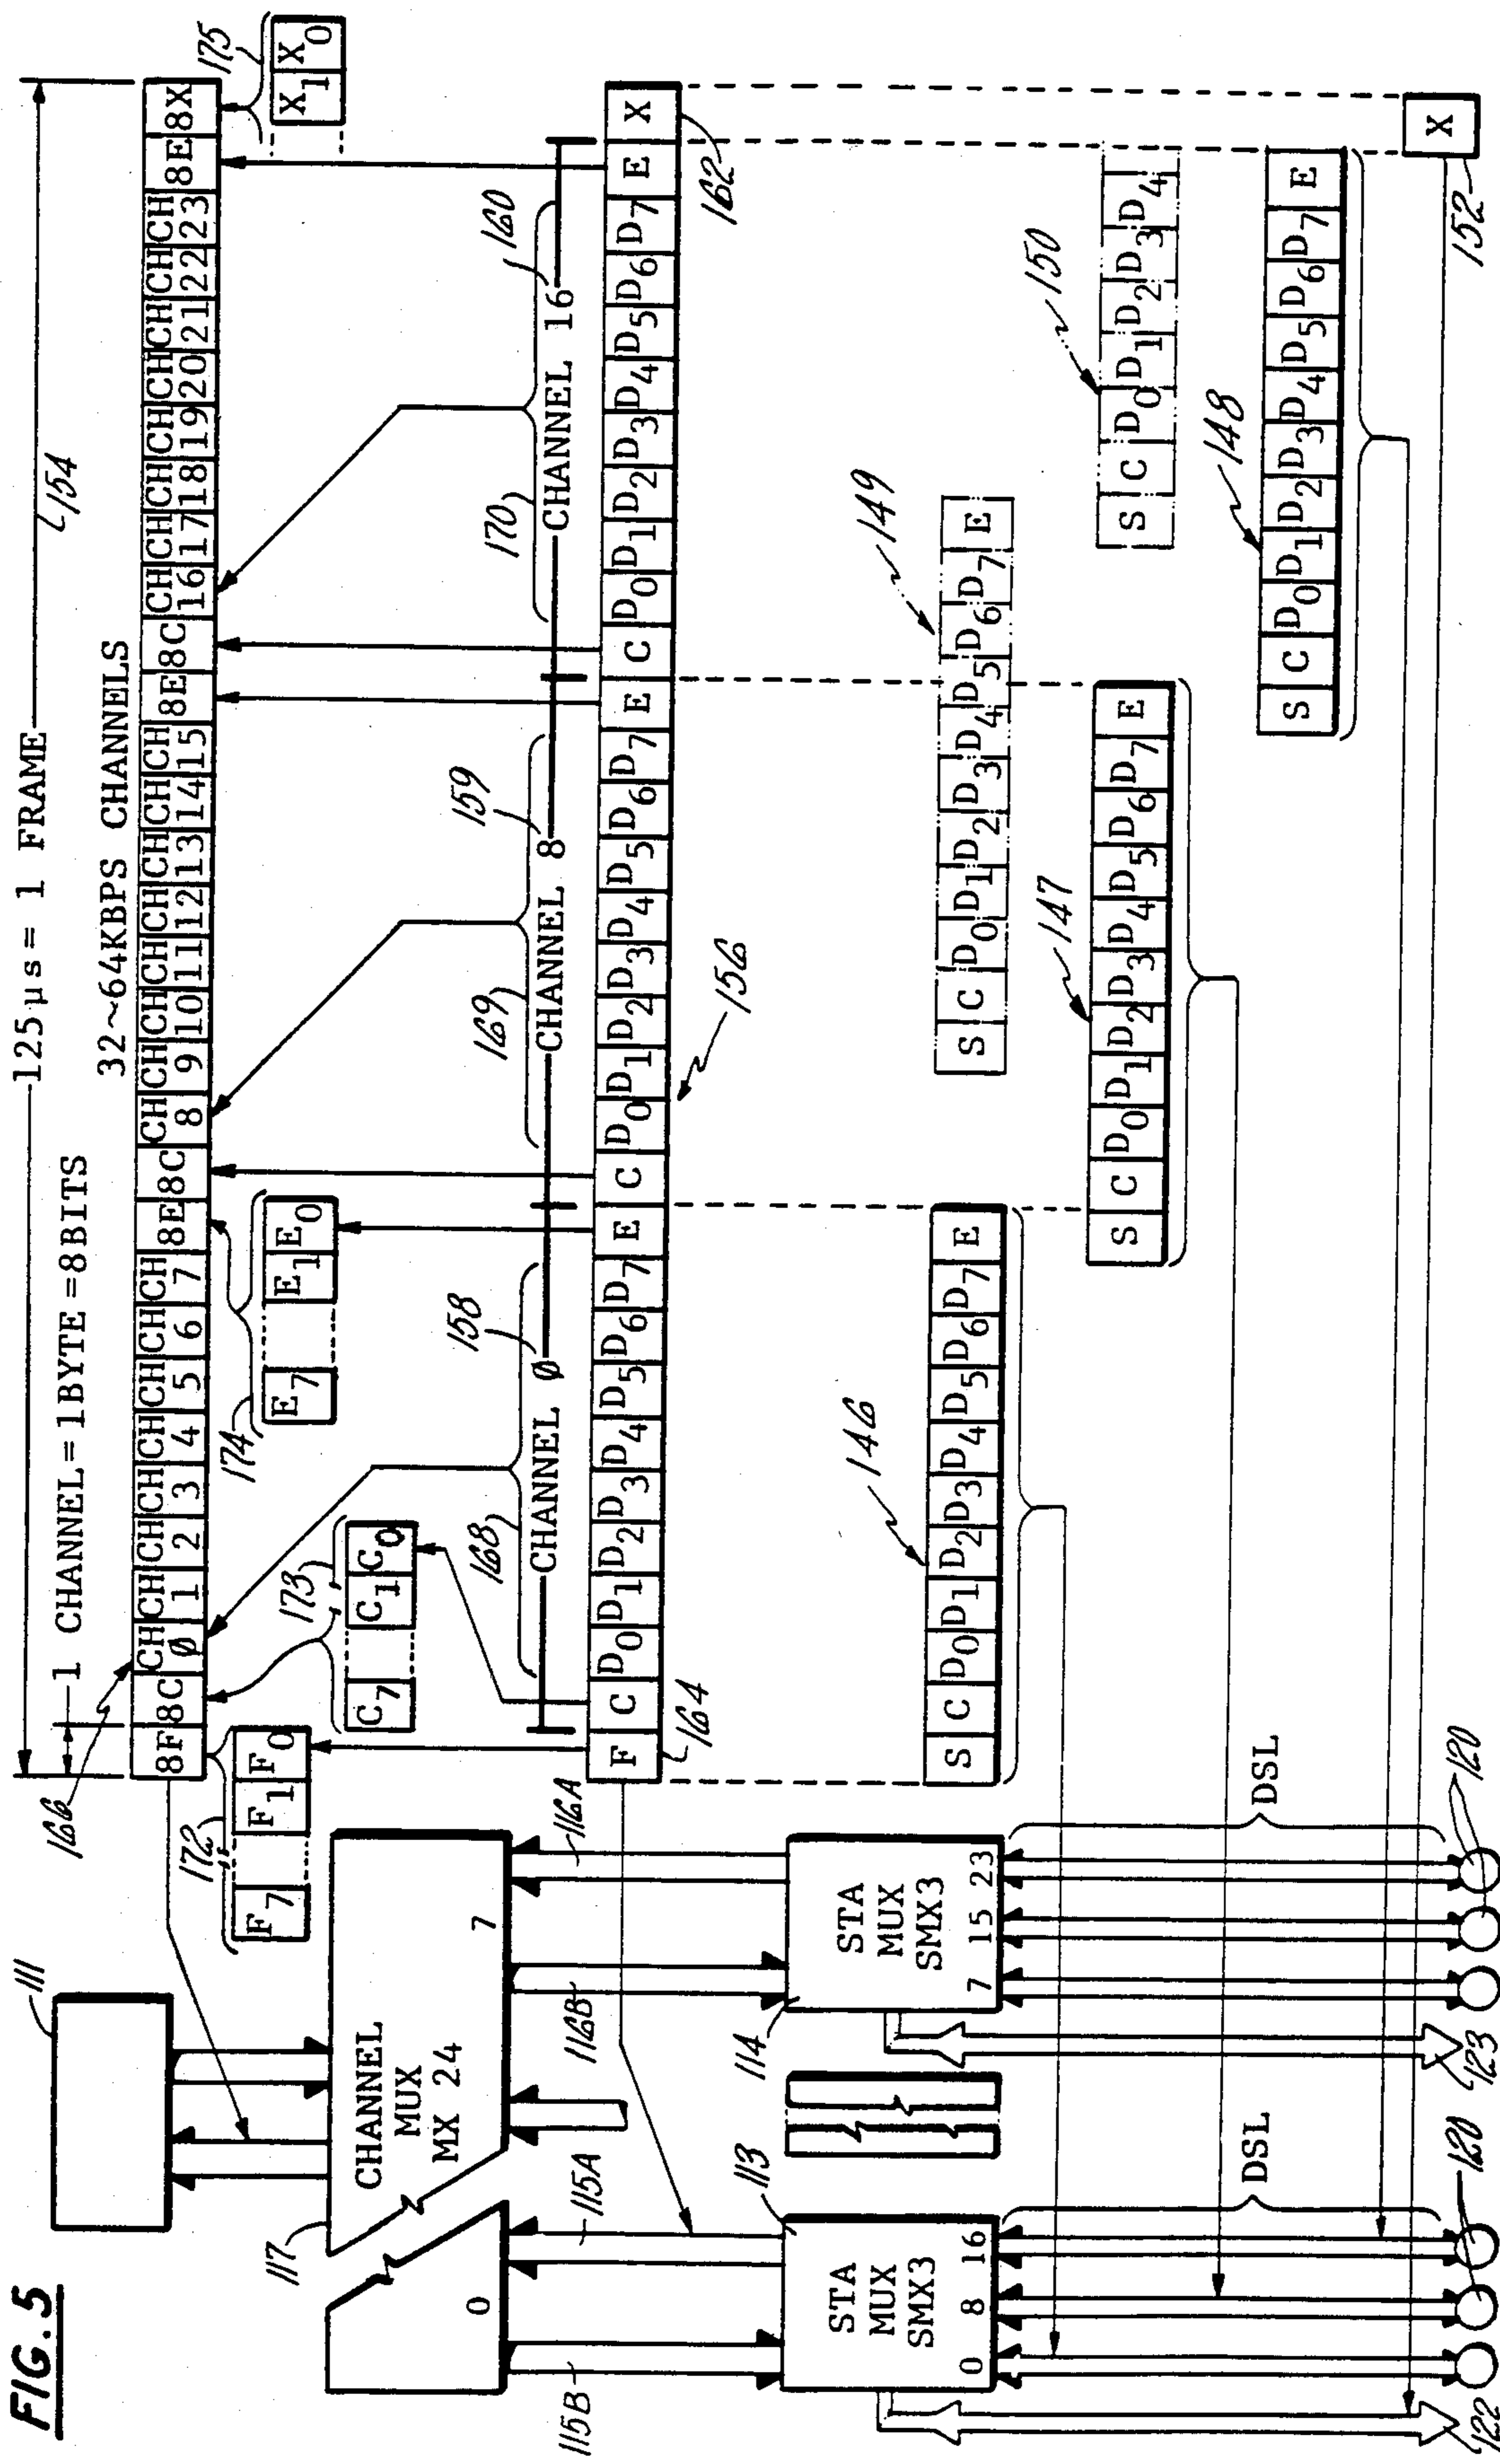 FIG. 5
125µs = 1 FRAME
154
1 CHANNEL = 1BYTE = 8BITS
32~64KBPS CHANNELS
166
8F 8C CH Ø CH 1 CH 2 CH 3 CH 4 CH 5 CH 6 CH 7 8E 8C CH 8 CH 9 CH 10 CH 11 CH 12 CH 13 CH 14 CH 15 8E 8C CH 16 CH 17 CH 18 CH 19 CH 20 CH 21 CH 22 CH 23 8E 8X
172
F7 F1 F0
173
C7 C1 C0
174
E7 E1 E0
175
X1 X0
168 158 169 159 170 160
CHANNEL Ø CHANNEL 8 CHANNEL 16
F C D0 D1 D2 D3 D4 D5 D6 D7 E C D0 D1 D2 D3 D4 D5 D6 D7 E C D0 D1 D2 D3 D4 D5 D6 D7 E X
164
156
162
146
S C D0 D1 D2 D3 D4 D5 D6 D7 E
149
S C D0 D1 D2 D3 D4 D5 D6 D7 E
147
S C D0 D1 D2 D3 D4 D5 D6 D7 E
150
S C D0 D1 D2 D3 D4
148
S C D0 D1 D2 D3 D4 D5 D6 D7 E
X
152
111
117
CHANNEL
MUX
MX 24
0
7
115B
115A
116B
116A
113
STA
MUX
SMX3
0 8 16
114
STA
MUX
SMX3
7 15 23
DSL
DSL
122
120
123
120